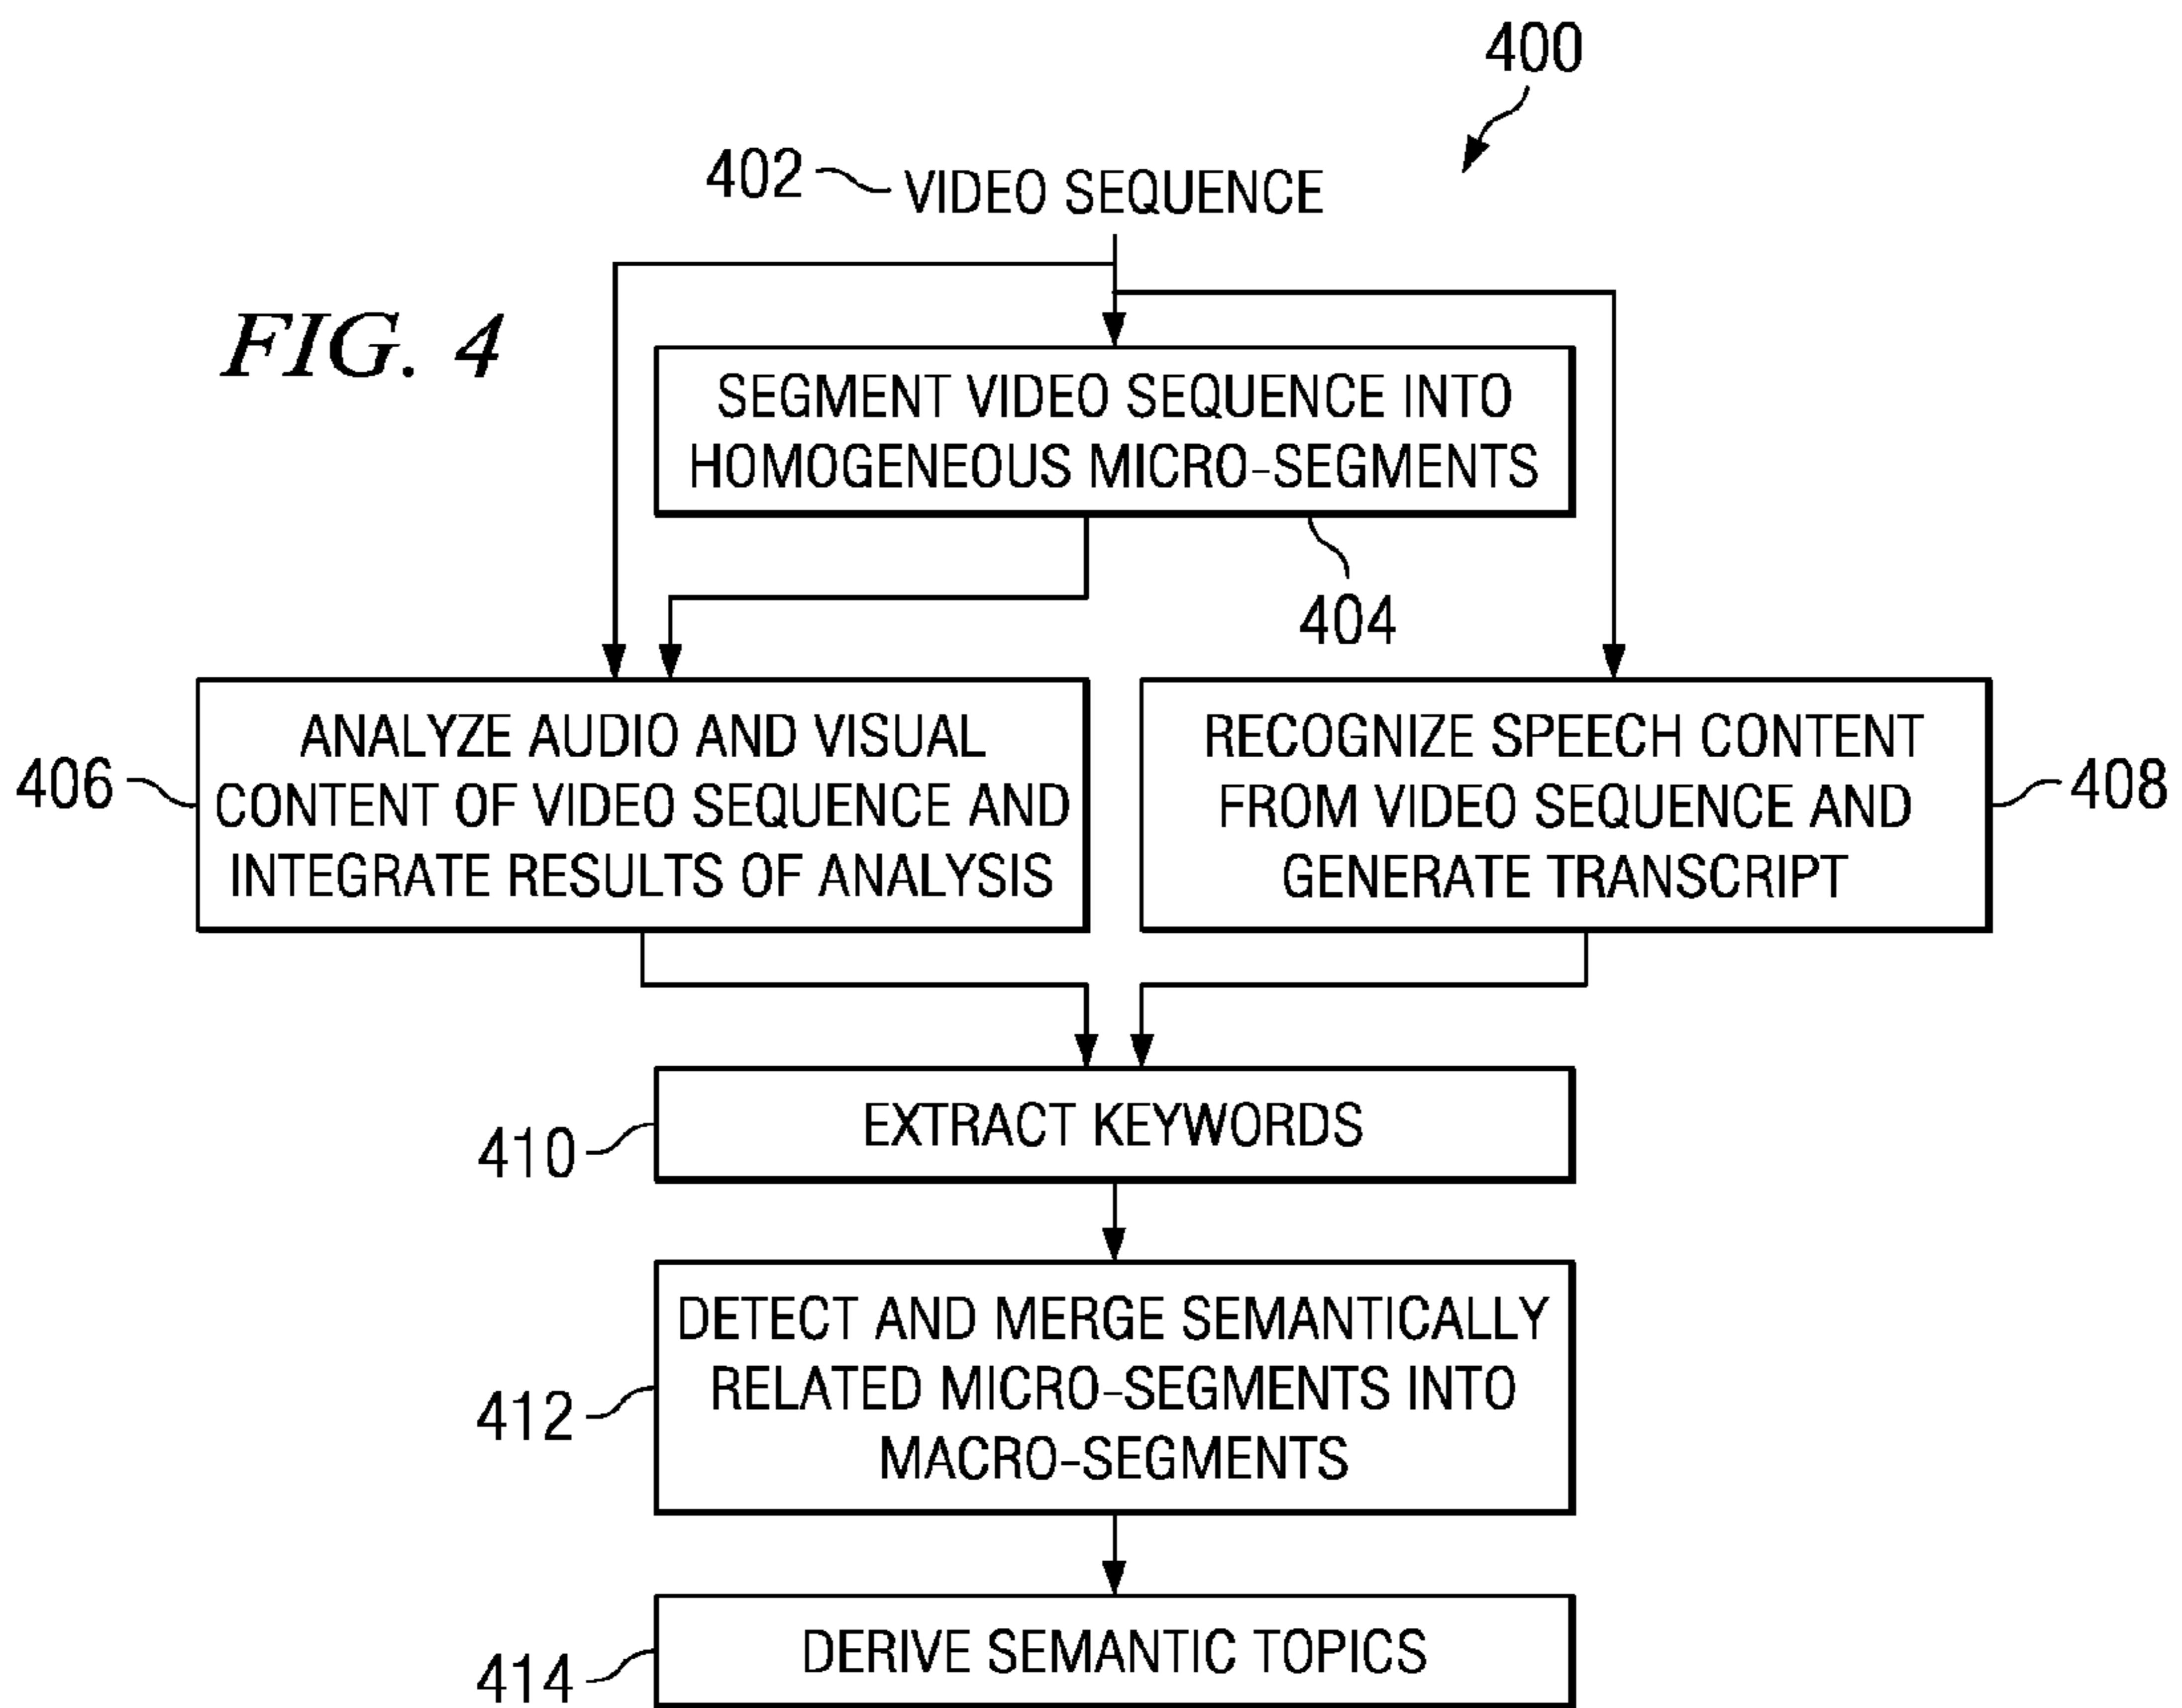 400
402
VIDEO SEQUENCE
FIG. 4
SEGMENT VIDEO SEQUENCE INTO
HOMOGENEOUS MICRO-SEGMENTS
404
406
ANALYZE AUDIO AND VISUAL
CONTENT OF VIDEO SEQUENCE AND
INTEGRATE RESULTS OF ANALYSIS
RECOGNIZE SPEECH CONTENT
FROM VIDEO SEQUENCE AND
GENERATE TRANSCRIPT
408
410
EXTRACT KEYWORDS
412
DETECT AND MERGE SEMANTICALLY
RELATED MICRO-SEGMENTS INTO
MACRO-SEGMENTS
414
DERIVE SEMANTIC TOPICS